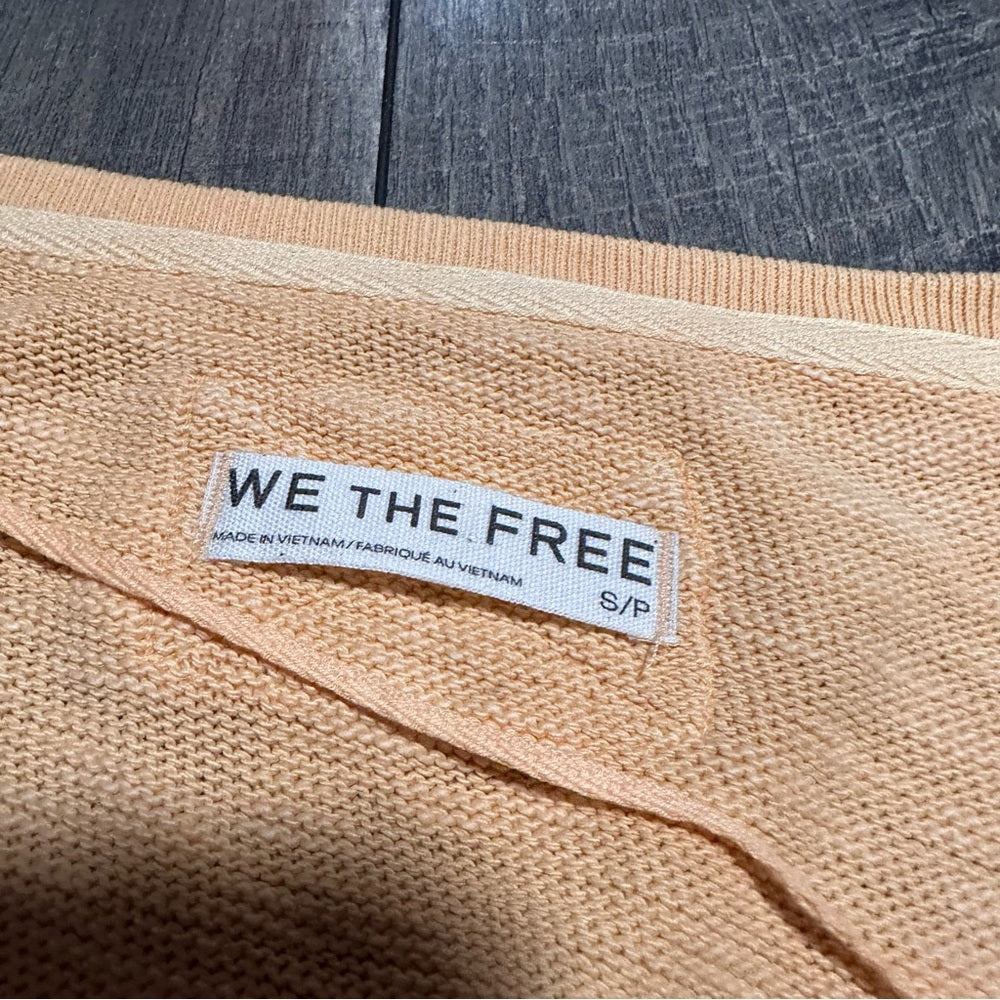 WE THE FREE
MADE IN VIETNAM/FABRIQUÉ AU VIETNAM
S/P